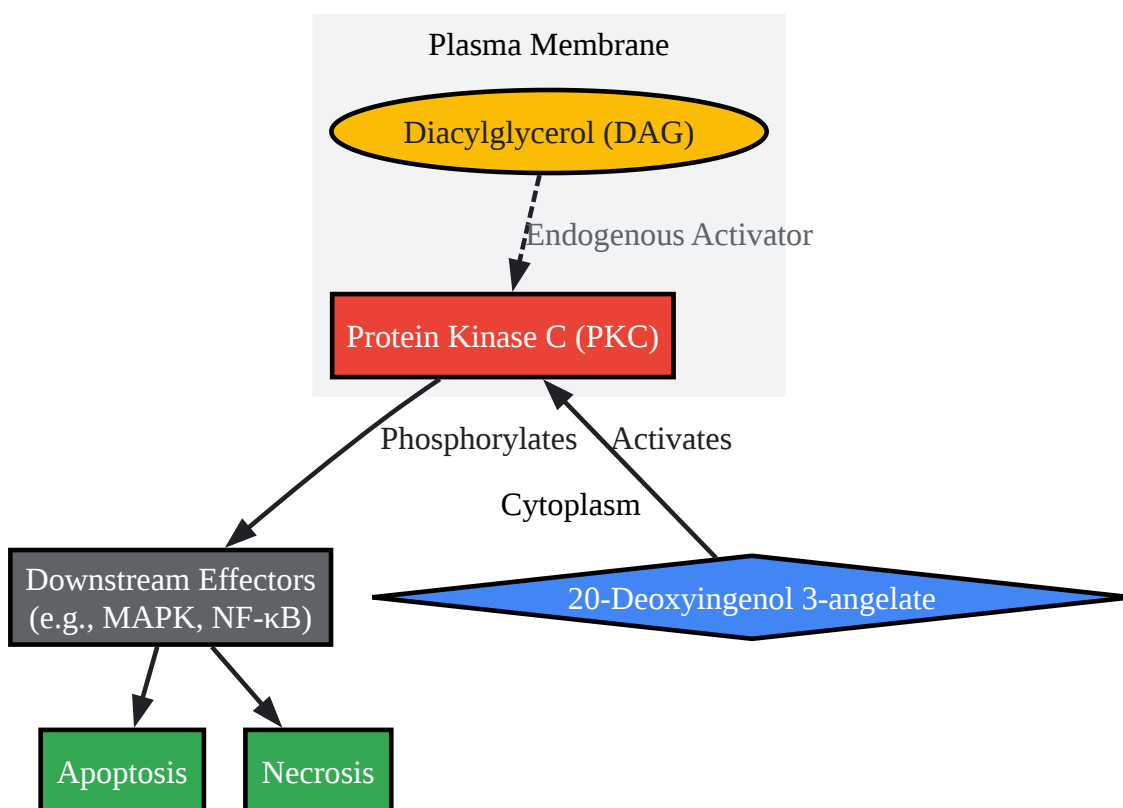 Plasma Membrane
Diacylglycerol (DAG)
Endogenous Activator
Protein Kinase C (PKC)
Phosphorylates
Activates
Cytoplasm
Downstream Effectors
(e.g., MAPK, NF-κB)
20-Deoxyingenol 3-angelate
Apoptosis
Necrosis